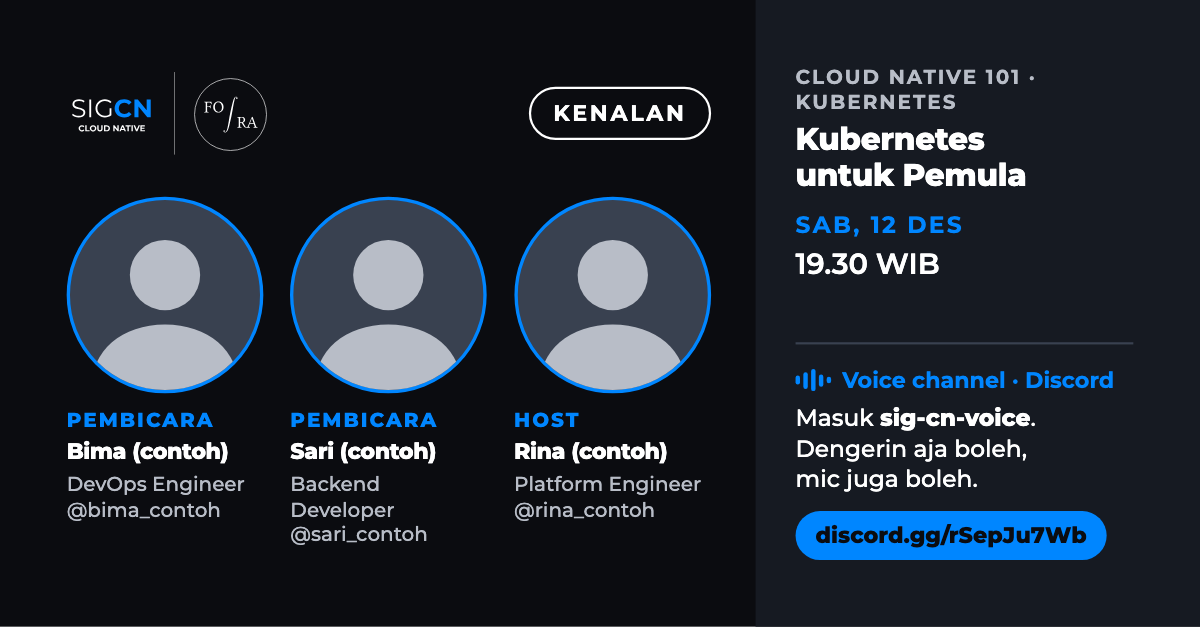 SIGCN
CLOUD NATIVE
FO RA
KENALAN
PEMBICARA
Bima (contoh)
DevOps Engineer
@bima_contoh
PEMBICARA
Sari (contoh)
Backend
Developer
@sari_contoh
HOST
Rina (contoh)
Platform Engineer
@rina_contoh
CLOUD NATIVE 101 ·
KUBERNETES
Kubernetes
untuk Pemula
SAB, 12 DES
19.30 WIB
Voice channel · Discord
Masuk sig-cn-voice.
Dengerin aja boleh,
mic juga boleh.
discord.gg/rSepJu7Wb